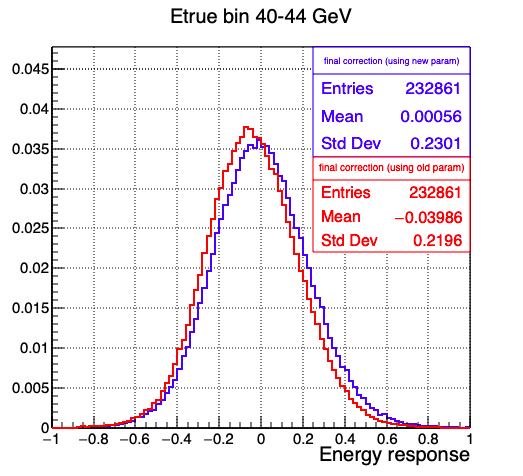 Etrue bin 40-44 GeV
final correction (using new param)
Entries 232861
Mean 0.00056
Std Dev 0.2301
final correction (using old param)
Entries 232861
Mean −0.03986
Std Dev 0.2196
0.045
0.04
0.035
0.03
0.025
0.02
0.015
0.01
0.005
0
−1 −0.8 −0.6 −0.4 −0.2 0 0.2 0.4 0.6 0.8 1
Energy response